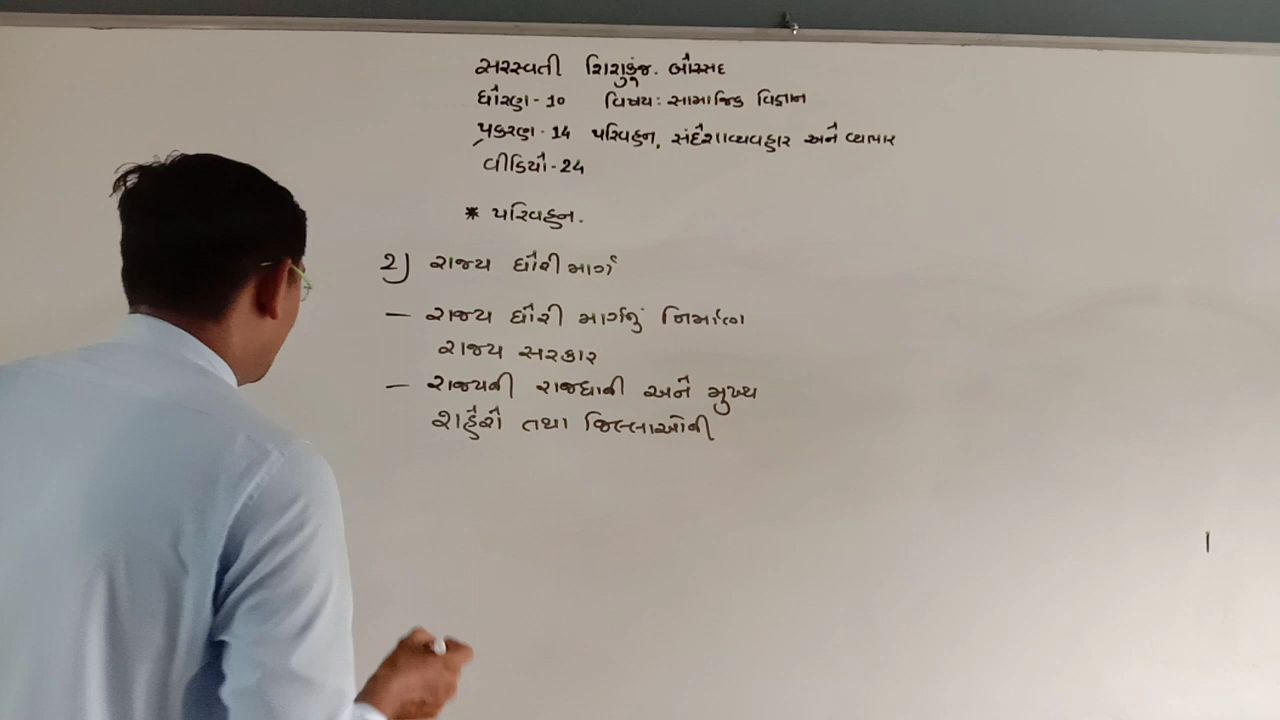 સરસ્વતી શિશુકુંજ. બોરસદ
ધોરણ - 10 વિષય: સામાજિક વિજ્ઞાન
પ્રકરણ - 14 પરિવહન, સંદેશાવ્યવહાર અને વ્યાપાર
વીડિયો - 24
* પરિવહન.
2) રાજ્ય ધોરી માર્ગ
– રાજ્ય ધોરી માર્ગનું નિર્માણ
રાજ્ય સરકાર
– રાજ્યની રાજધાની અને મુખ્ય
શહેરો તથા જિલ્લાઓની